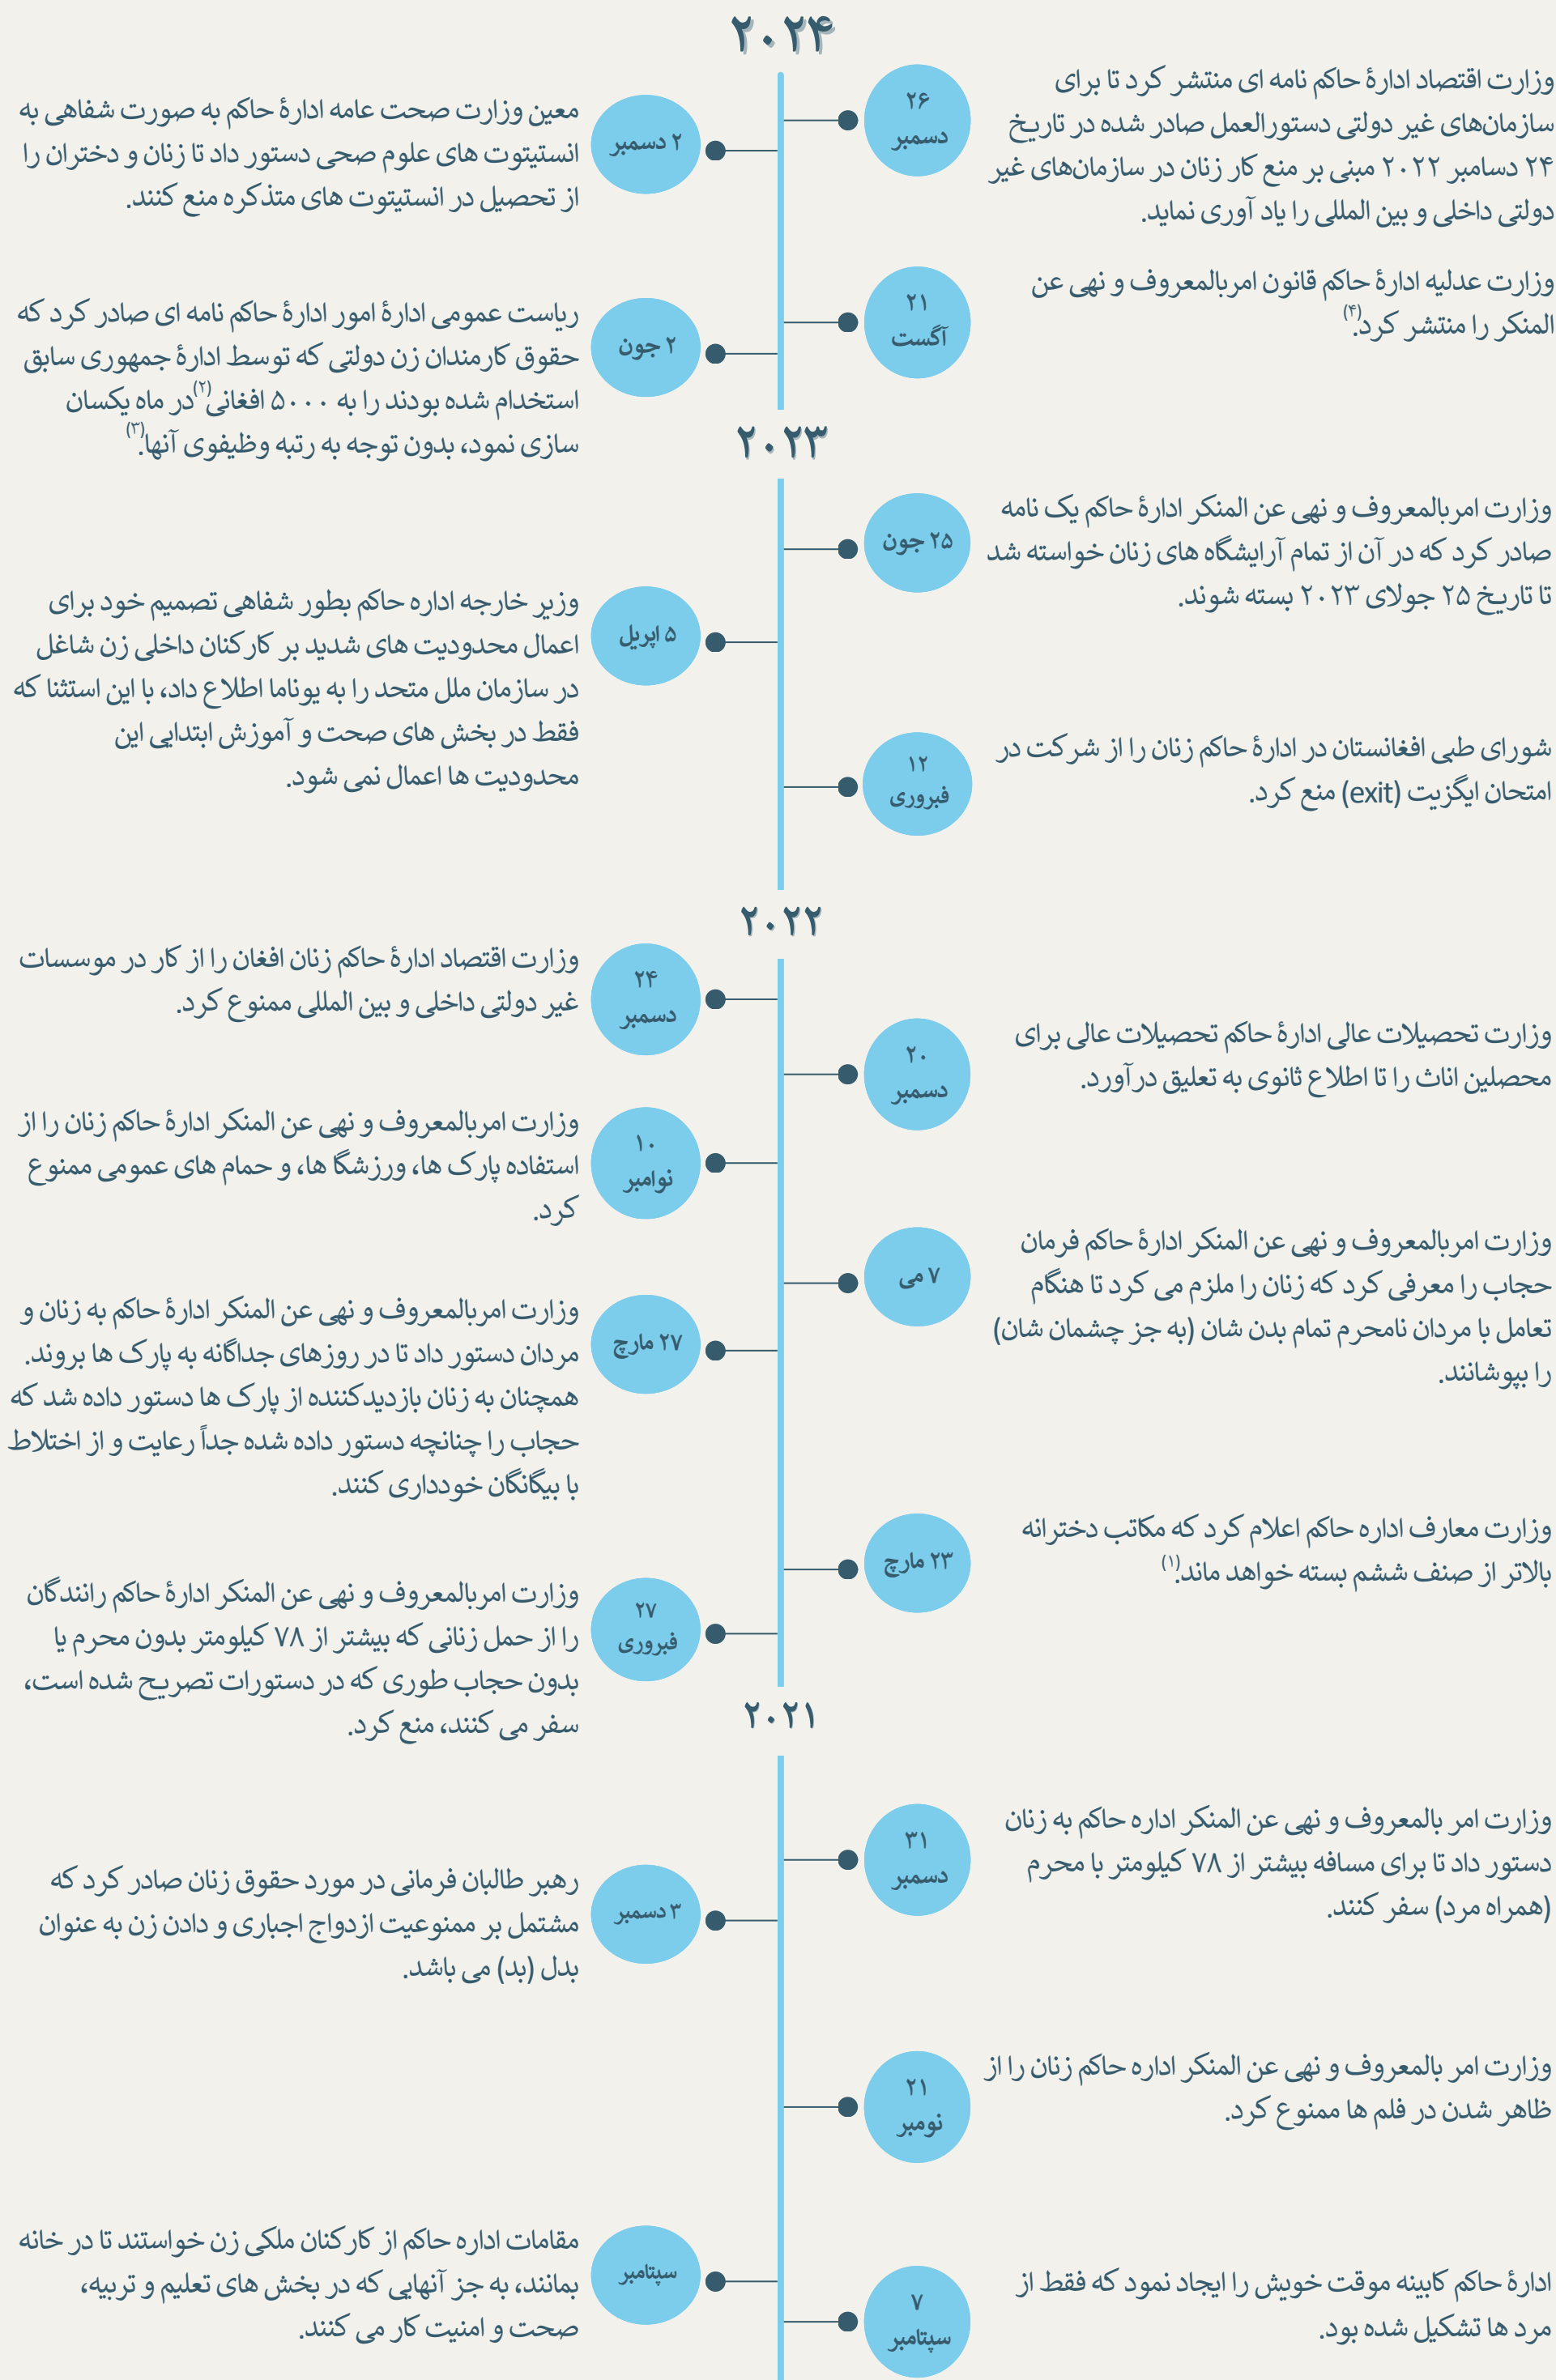 ۲۰۲۴
۲۶
دسمبر
وزارت اقتصاد ادارهٔ حاکم نامه ای منتشر کرد تا برای
سازمان‌های غیر دولتی دستورالعمل صادر شده در تاریخ
۲۴ دسامبر ۲۰۲۲ مبنی بر منع کار زنان در سازمان‌های غیر
دولتی داخلی و بین المللی را یاد آوری نماید.
۲ دسمبر
معین وزارت صحت عامه ادارهٔ حاکم به صورت شفاهی به
انستیتوت های علوم صحی دستور داد تا زنان و دختران را
از تحصیل در انستیتوت های متذکره منع کنند.
۲۱
آگست
وزارت عدلیه ادارهٔ حاکم قانون امربالمعروف و نهی عن
المنکر را منتشر کرد.(۴)
۲ جون
ریاست عمومی ادارهٔ امور ادارهٔ حاکم نامه ای صادر کرد که
حقوق کارمندان زن دولتی که توسط ادارهٔ جمهوری سابق
استخدام شده بودند را به ۵۰۰۰ افغانی(۲) در ماه یکسان
سازی نمود، بدون توجه به رتبه وظیفوی آنها.(۳)
۲۰۲۳
۲۵ جون
وزارت امربالمعروف و نهی عن المنکر ادارهٔ حاکم یک نامه
صادر کرد که در آن از تمام آرایشگاه های زنان خواسته شد
تا تاریخ ۲۵ جولای ۲۰۲۳ بسته شوند.
۵ اپریل
وزیر خارجه اداره حاکم بطور شفاهی تصمیم خود برای
اعمال محدودیت های شدید بر کارکنان داخلی زن شاغل
در سازمان ملل متحد را به یوناما اطلاع داد، با این استثنا که
فقط در بخش های صحت و آموزش ابتدایی این
محدودیت ها اعمال نمی شود.
۱۲
فبروری
شورای طبی افغانستان در ادارهٔ حاکم زنان را از شرکت در
امتحان ایگزیت (exit) منع کرد.
۲۰۲۲
۲۴
دسمبر
وزارت اقتصاد ادارهٔ حاکم زنان افغان را از کار در موسسات
غیر دولتی داخلی و بین المللی ممنوع کرد.
۲۰
دسمبر
وزارت تحصیلات عالی ادارهٔ حاکم تحصیلات عالی برای
محصلین اناث را تا اطلاع ثانوی به تعلیق درآورد.
۱۰
نوامبر
وزارت امربالمعروف و نهی عن المنکر ادارهٔ حاکم زنان را از
استفاده پارک ها، ورزشگا ها، و حمام های عمومی ممنوع
کرد.
۷ می
وزارت امربالمعروف و نهی عن المنکر ادارهٔ حاکم فرمان
حجاب را معرفی کرد که زنان را ملزم می کرد تا هنگام
تعامل با مردان نامحرم تمام بدن شان (به جز چشمان شان)
را بپوشانند.
۲۷ مارچ
وزارت امربالمعروف و نهی عن المنکر ادارهٔ حاکم به زنان و
مردان دستور داد تا در روزهای جداگانه به پارک ها بروند.
همچنان به زنان بازدیدکننده از پارک ها دستور داده شد که
حجاب را چنانچه دستور داده شده جداً رعایت و از اختلاط
با بیگانگان خودداری کنند.
۲۳ مارچ
وزارت معارف اداره حاکم اعلام کرد که مکاتب دخترانه
بالاتر از صنف ششم بسته خواهد ماند.(۱)
۲۷
فبروری
وزارت امربالمعروف و نهی عن المنکر ادارهٔ حاکم رانندگان
را از حمل زنانی که بیشتر از ۷۸ کیلومتر بدون محرم یا
بدون حجاب طوری که در دستورات تصریح شده است،
سفر می کنند، منع کرد.
۲۰۲۱
۳۱
دسمبر
وزارت امر بالمعروف و نهی عن المنکر اداره حاکم به زنان
دستور داد تا برای مسافه بیشتر از ۷۸ کیلومتر با محرم
(همراه مرد) سفر کنند.
۳ دسمبر
رهبر طالبان فرمانی در مورد حقوق زنان صادر کرد که
مشتمل بر ممنوعیت ازدواج اجباری و دادن زن به عنوان
بدل (بد) می باشد.
۲۱
نومبر
وزارت امر بالمعروف و نهی عن المنکر اداره حاکم زنان را از
ظاهر شدن در فلم ها ممنوع کرد.
سپتامبر
مقامات اداره حاکم از کارکنان ملکی زن خواستند تا در خانه
بمانند، به جز آنهایی که در بخش های تعلیم و تربیه،
صحت و امنیت کار می کنند.
۷
سپتامبر
ادارهٔ حاکم کابینه موقت خویش را ایجاد نمود که فقط از
مرد ها تشکیل شده بود.